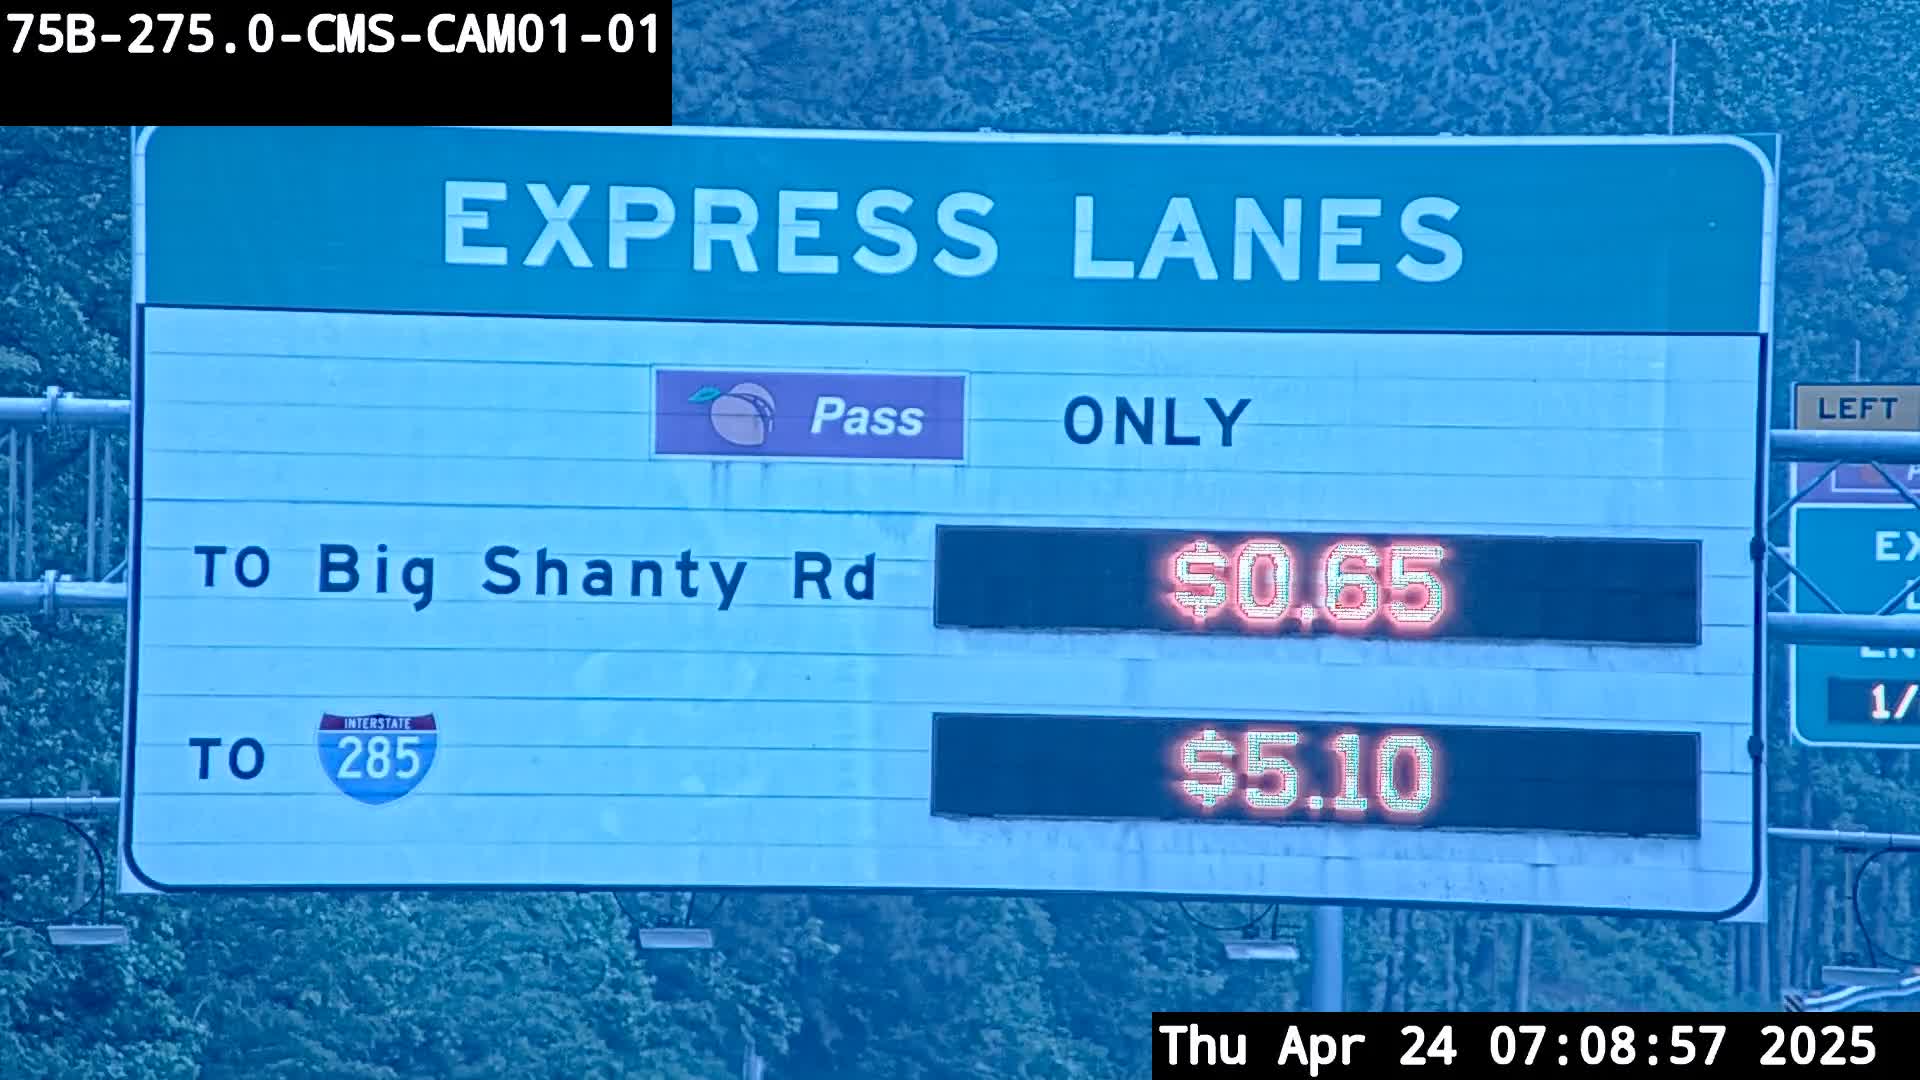 75B-275.0-CMS-CAM01-01
EXPRESS LANES
Pass ONLY
TO Big Shanty Rd $0.65
TO INTERSTATE 285 $5.10
LEFT
1/
Thu Apr 24 07:08:57 2025